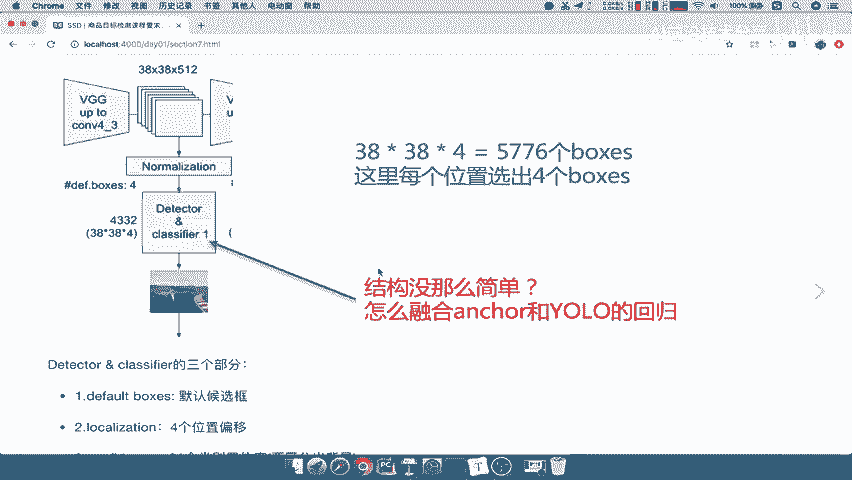 Chrome 文件 修改 视图 历史记录 书签 其他人 电动窗 帮助
100%
SSD | 商品目标检测课程要求...
localhost:4000/day01/section7.html
38x38x512
VGG
up to
conv4_3
38 * 38 * 4 = 5776个boxes
这里每个位置选出4个boxes
Normalization
#def.boxes: 4
Detector
&
classifier 1
4332
(38*38*4)
结构没那么简单？
怎么融合anchor和YOLO的回归
Detector & classifier的三个部分：
1.default boxes: 默认候选框
2.localization：4个位置偏移